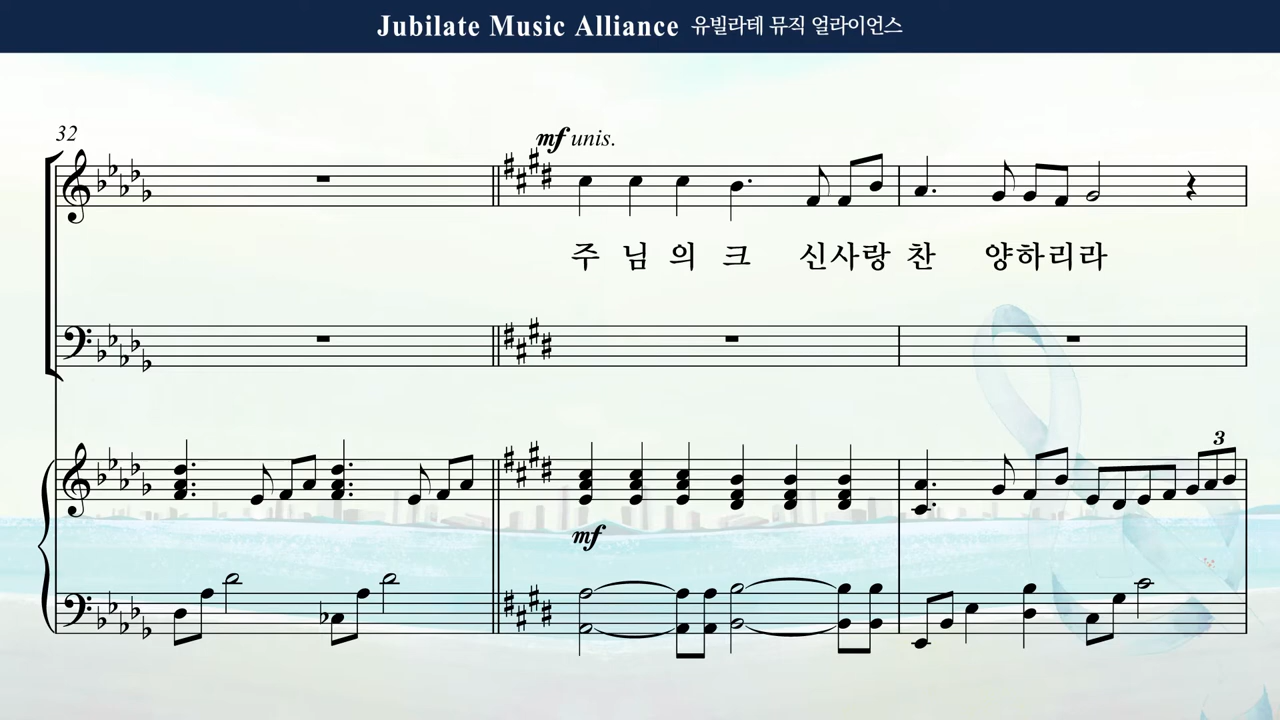 Jubilate Music Alliance 유빌라테 뮤직 얼라이언스
32
mf unis.
주 님 의 크 신사랑 찬 양하리라
3
mf